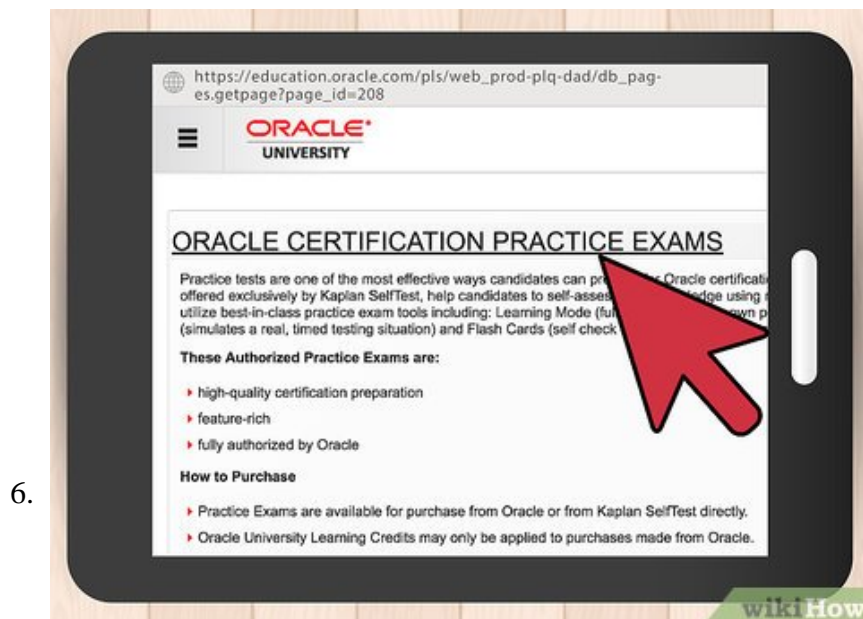 https://education.oracle.com/pls/web_prod-plq-dad/db_pag-
es.getpage?page_id=208
ORACLE
UNIVERSITY
ORACLE CERTIFICATION PRACTICE EXAMS
Practice tests are one of the most effective ways candidates can Oracle
offered exclusively by Kaplan SelfTest, help candidates to using
utilize best-in-class practice exam tools including: Learning Mode
(simulates a real, timed testing situation) and Flash Cards (self check
These Authorized Practice Exams are:
high-quality certification preparation
feature-rich
fully authorized by Oracle
How to Purchase
6.
Practice Exams are available for purchase from Oracle or from Kaplan SelfTest directly.
Oracle University Learning Credits may only be applied to purchases made from Oracle.
wikiHow